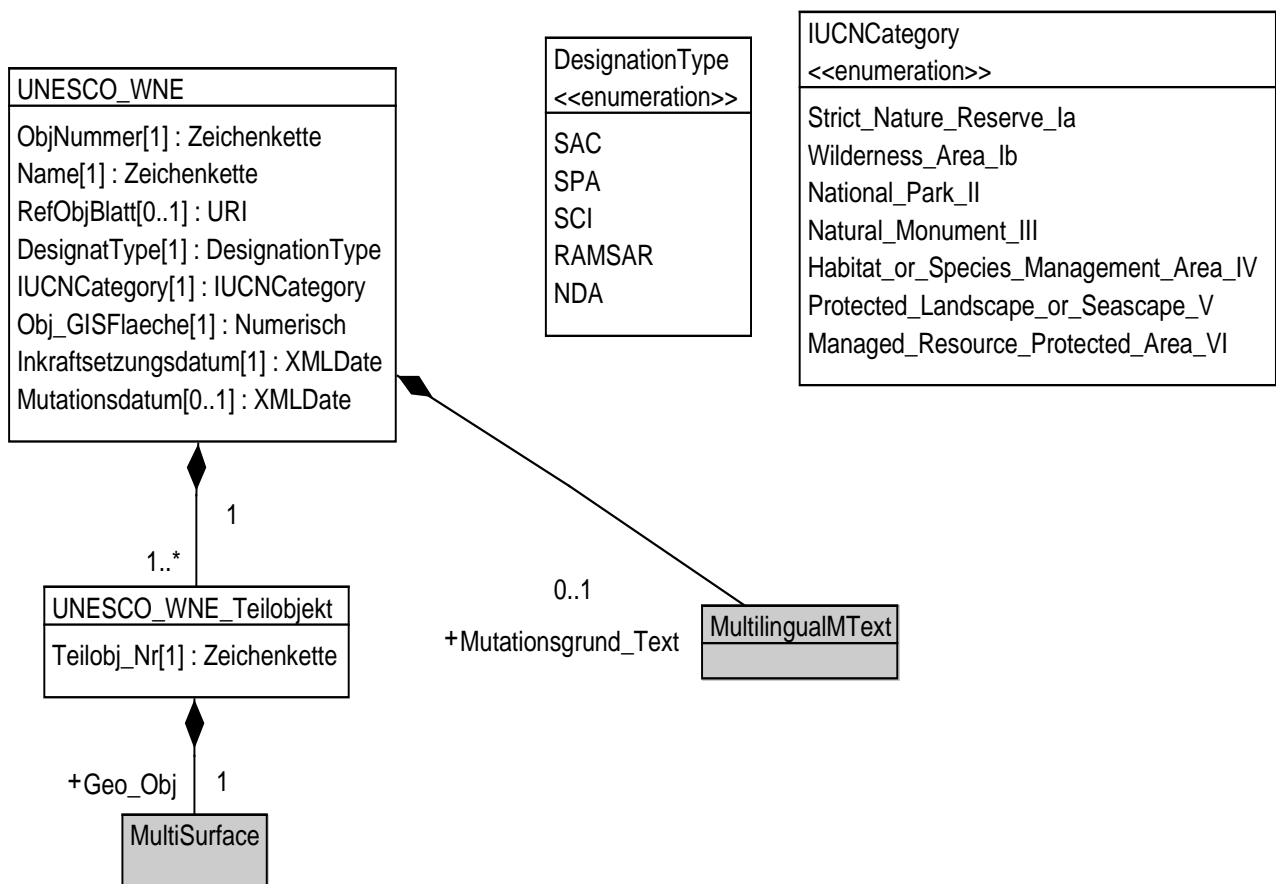 UNESCO_WNE
ObjNummer[1] : Zeichenkette
Name[1] : Zeichenkette
RefObjBlatt[0..1] : URI
DesignatType[1] : DesignationType
IUCNCategory[1] : IUCNCategory
Obj_GISFlaeche[1] : Numerisch
Inkraftsetzungsdatum[1] : XMLDate
Mutationsdatum[0..1] : XMLDate
DesignationType
<<enumeration>>
SAC
SPA
SCI
RAMSAR
NDA
IUCNCategory
<<enumeration>>
Strict_Nature_Reserve_Ia
Wilderness_Area_Ib
National_Park_II
Natural_Monument_III
Habitat_or_Species_Management_Area_IV
Protected_Landscape_or_Seascape_V
Managed_Resource_Protected_Area_VI
1
1..*
UNESCO_WNE_Teilobjekt
Teilobj_Nr[1] : Zeichenkette
0..1
+Mutationsgrund_Text
MultilingualMText
+Geo_Obj
1
MultiSurface